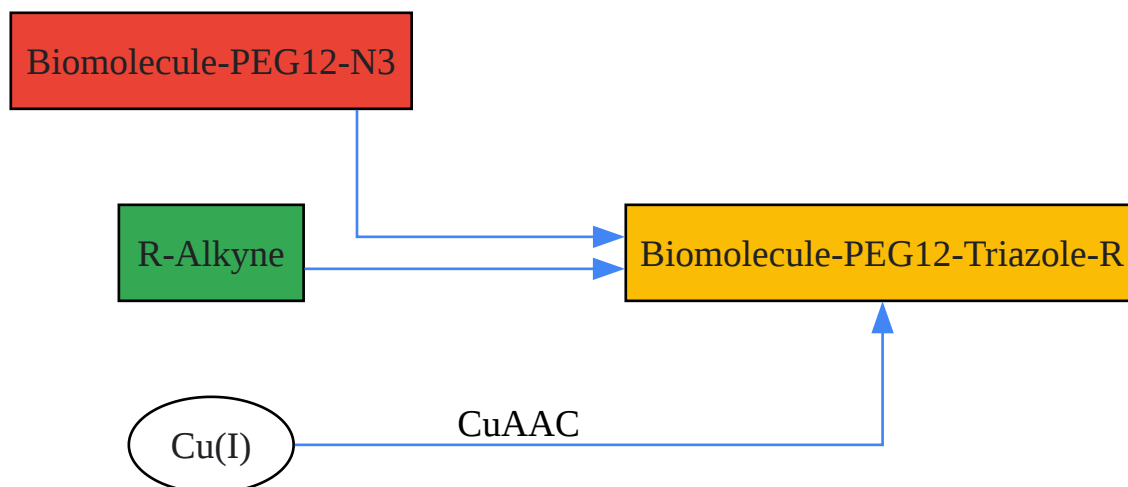 Biomolecule-PEG12-N3
R-Alkyne
Biomolecule-PEG12-Triazole-R
CuAAC
Cu(I)